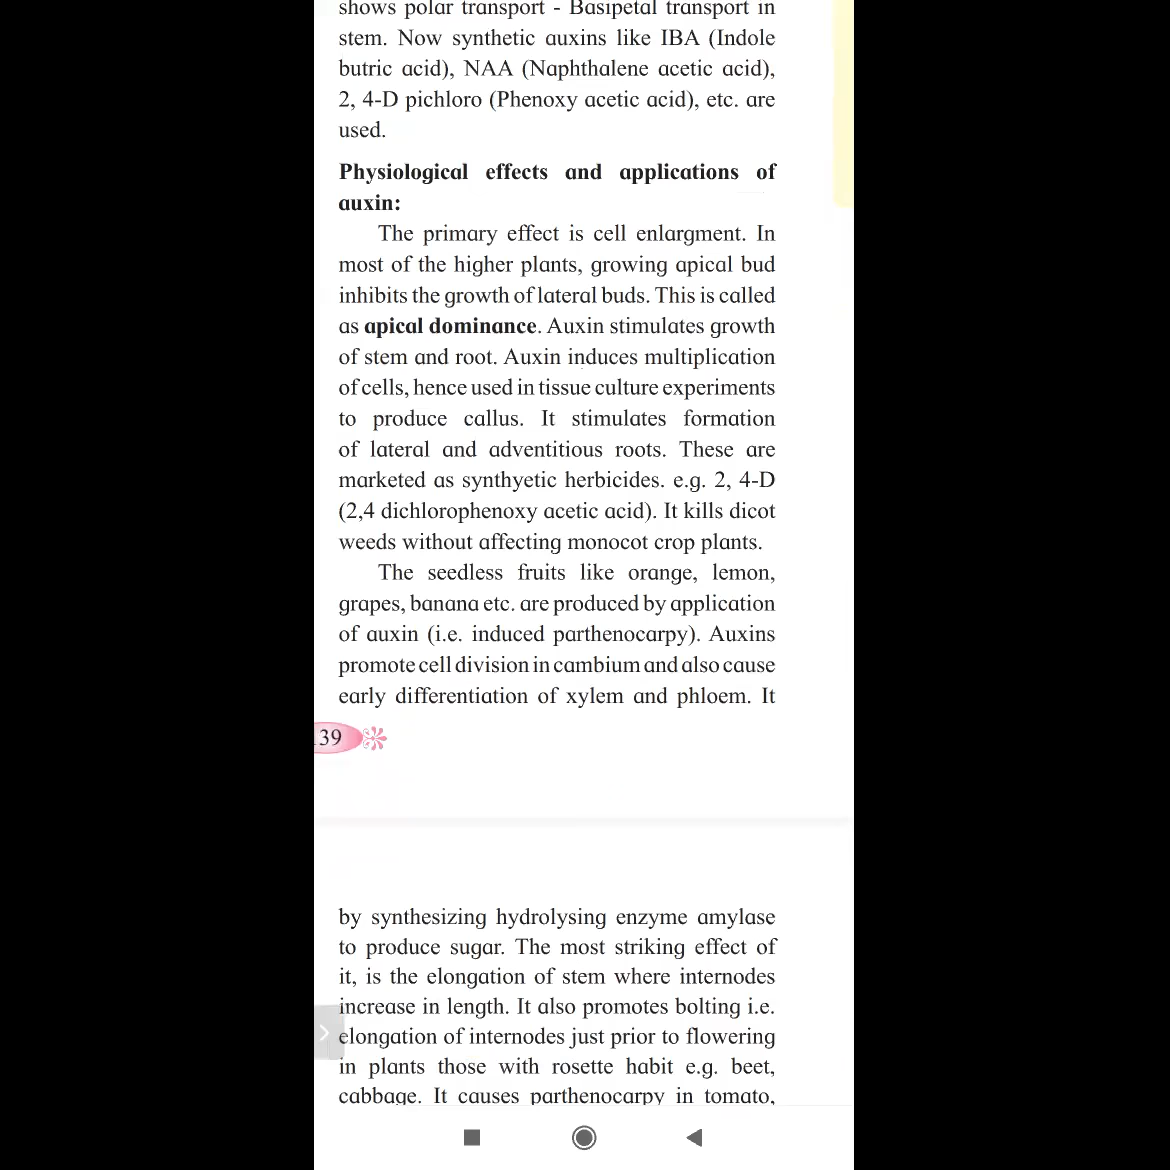 shows polar transport - Basipetal transport in
stem. Now synthetic auxins like IBA (Indole
butric acid), NAA (Naphthalene acetic acid),
2, 4-D pichloro (Phenoxy acetic acid), etc. are
used.
Physiological effects and applications of
auxin:
The primary effect is cell enlargment. In
most of the higher plants, growing apical bud
inhibits the growth of lateral buds. This is called
as apical dominance. Auxin stimulates growth
of stem and root. Auxin induces multiplication
of cells, hence used in tissue culture experiments
to produce callus. It stimulates formation
of lateral and adventitious roots. These are
marketed as synthyetic herbicides. e.g. 2, 4-D
(2,4 dichlorophenoxy acetic acid). It kills dicot
weeds without affecting monocot crop plants.
The seedless fruits like orange, lemon,
grapes, banana etc. are produced by application
of auxin (i.e. induced parthenocarpy). Auxins
promote cell division in cambium and also cause
early differentiation of xylem and phloem. It
39
by synthesizing hydrolysing enzyme amylase
to produce sugar. The most striking effect of
it, is the elongation of stem where internodes
increase in length. It also promotes bolting i.e.
elongation of internodes just prior to flowering
in plants those with rosette habit e.g. beet,
cabbage. It causes parthenocarpy in tomato,